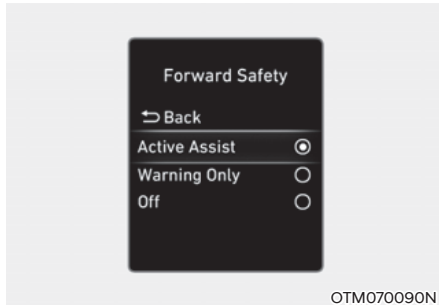 Forward Safety
Back
Active Assist
Warning Only
Off
OTM070090N